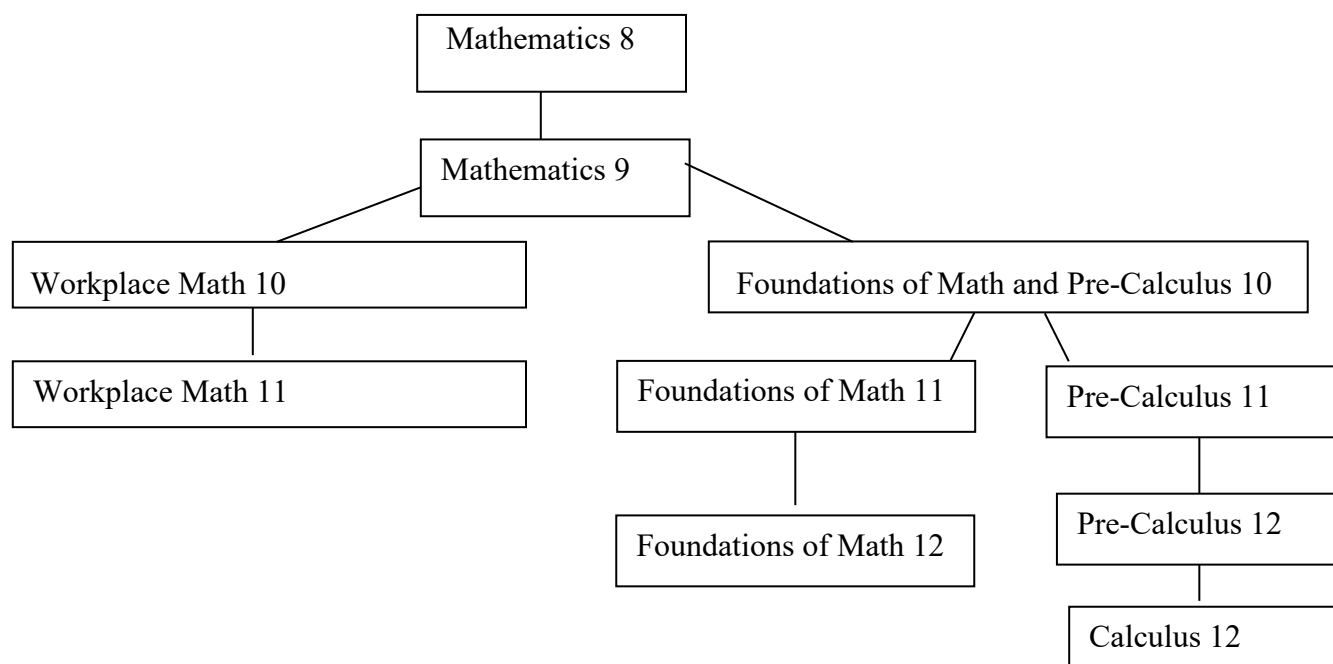 Mathematics 8
Mathematics 9
Workplace Math 10
Foundations of Math and Pre-Calculus 10
Workplace Math 11
Foundations of Math 11
Pre-Calculus 11
Foundations of Math 12
Pre-Calculus 12
Calculus 12